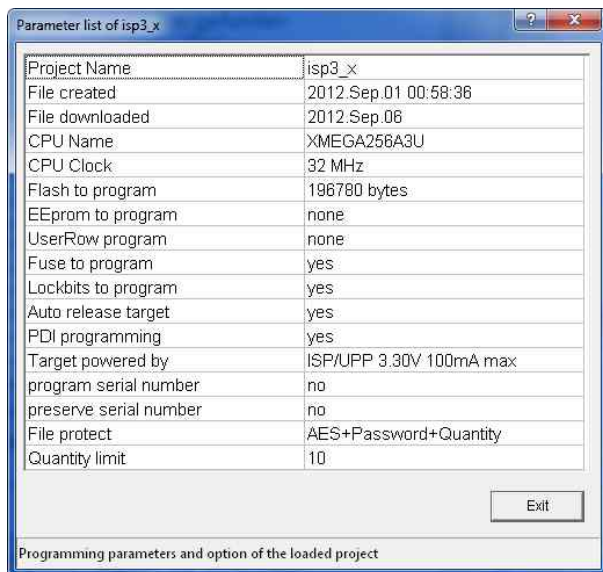 Parameter list of isp3_x
Project Name isp3_x
File created 2012.Sep.01 00:58:36
File downloaded 2012.Sep.06
CPU Name XMEGA256A3U
CPU Clock 32 MHz
Flash to program 196780 bytes
EEprom to program none
UserRow program none
Fuse to program yes
Lockbits to program yes
Auto release target yes
PDI programming yes
Target powered by ISP/UPP 3.30V 100mA max
program serial number no
preserve serial number no
File protect AES+Password+Quantity
Quantity limit 10
Exit
Programming parameters and option of the loaded project